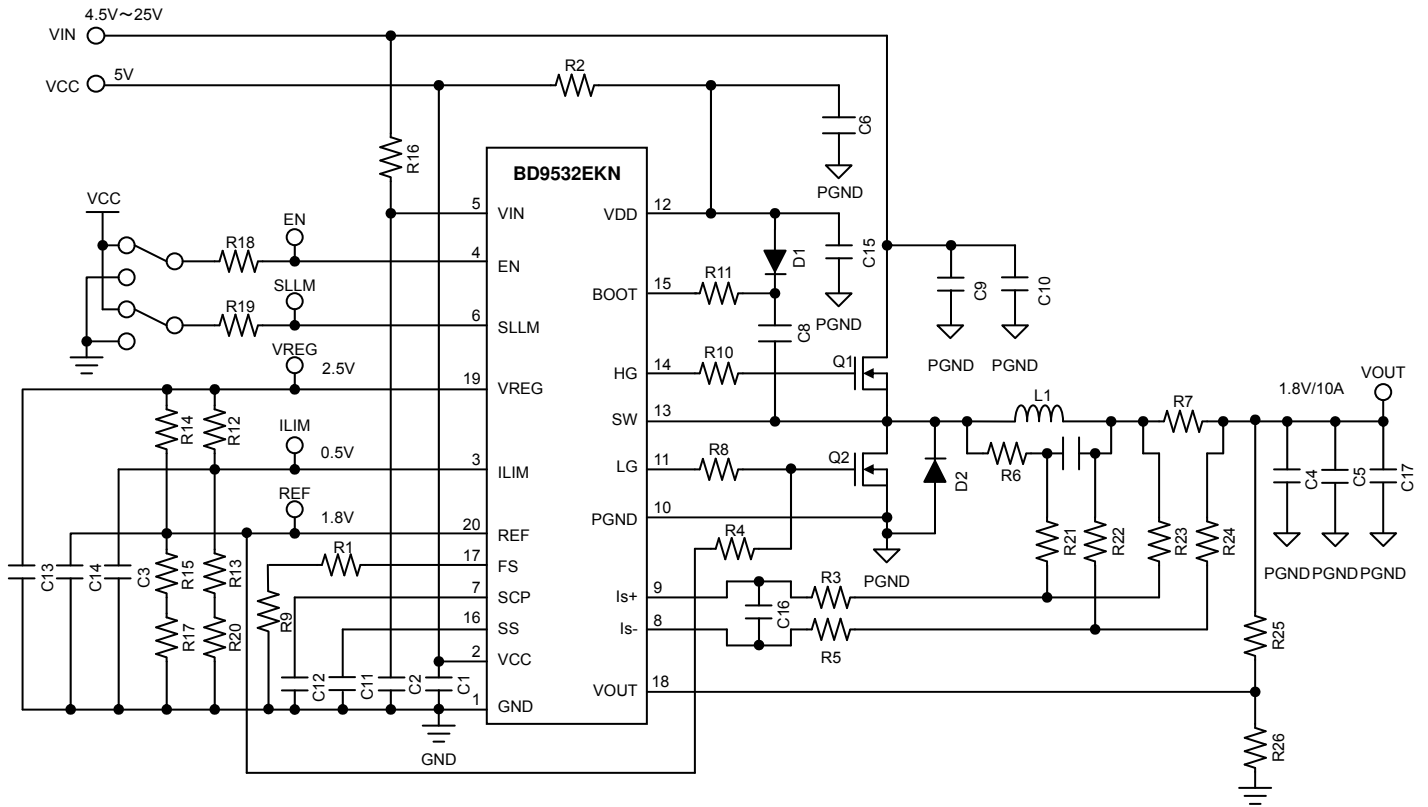 4.5V～25V
VIN
VCC
5V
R2
C6
PGND
R16
BD9532EKN
VCC
5
VIN
VDD
12
EN
R18
4
EN
D1
C15
SLLM
R19
6
SLLM
BOOT
15
R11
C8
PGND
C9
C10
PGND
PGND
VREG
2.5V
19
VREG
HG
14
R10
Q1
R14
R12
SW
13
L1
R7
1.8V/10A
VOUT
ILIM
0.5V
3
ILIM
LG
11
R8
Q2
D2
R6
C4
C5
C17
REF
1.8V
20
REF
PGND
10
R4
PGND
R21
R22
R23
R24
PGND
PGND
PGND
C13
C14
C3
R15
R13
R1
17
FS
R9
7
SCP
Is+
9
C16
R3
R17
R20
16
SS
Is-
8
R5
R25
2
VCC
C12
C11
C2
C1
1
GND
VOUT
18
GND
R26